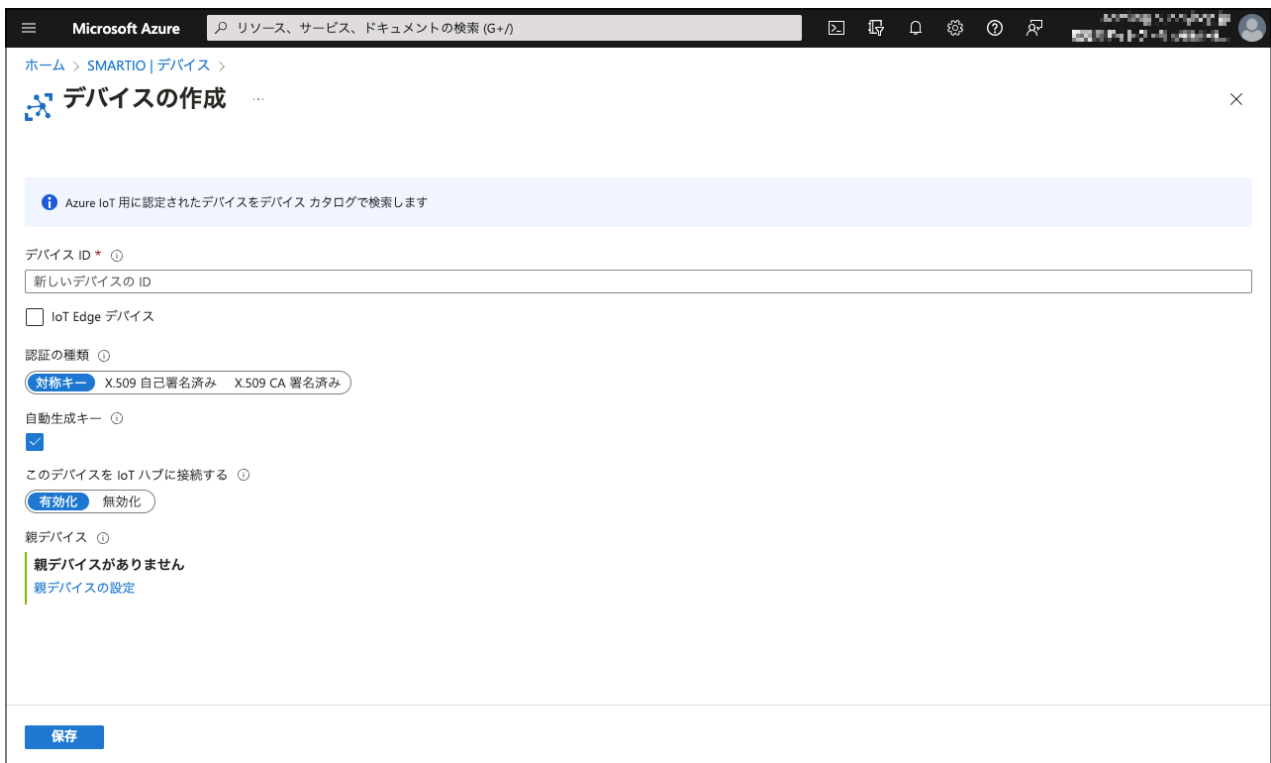 Microsoft Azure
リソース、サービス、ドキュメントの検索 (G+/)
ホーム > SMARTIO | デバイス >
デバイスの作成 ...
Azure IoT 用に認定されたデバイスをデバイス カタログで検索します
デバイス ID *
新しいデバイスの ID
IoT Edge デバイス
認証の種類
対称キー X.509 自己署名済み X.509 CA 署名済み
自動生成キー
このデバイスを IoT ハブに接続する
有効化 無効化
親デバイス
親デバイスがありません
親デバイスの設定
保存